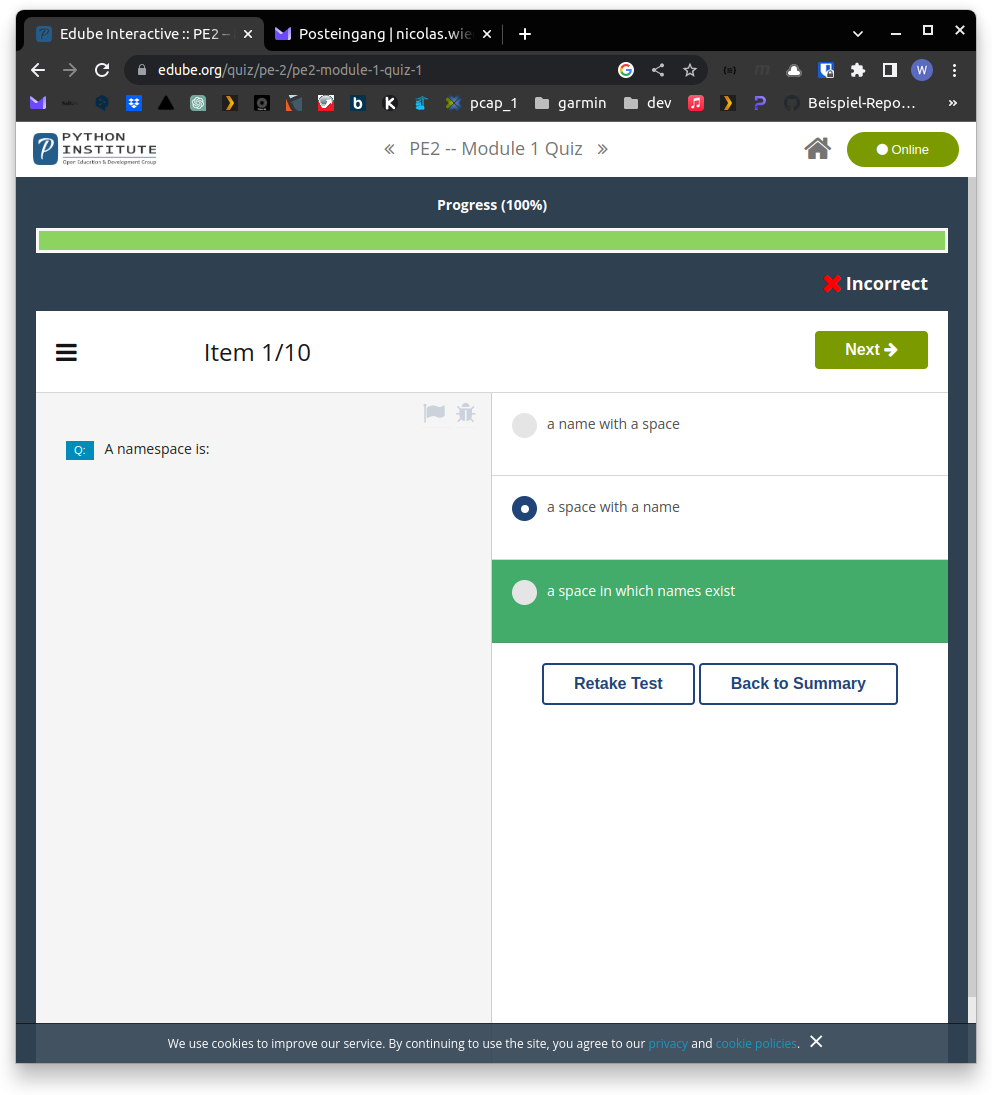 Edube Interactive :: PE2 –
Posteingang | nicolas.wie
edube.org/quiz/pe-2/pe2-module-1-quiz-1
W
pcap_1
garmin
dev
Beispiel-Repo…
»
PYTHON
INSTITUTE
Open Education & Development Group
« PE2 -- Module 1 Quiz »
Online
Progress (100%)
Incorrect
Item 1/10
Next
Q: A namespace is:
a name with a space
a space with a name
a space in which names exist
Retake Test
Back to Summary
We use cookies to improve our service. By continuing to use the site, you agree to our privacy and cookie policies.